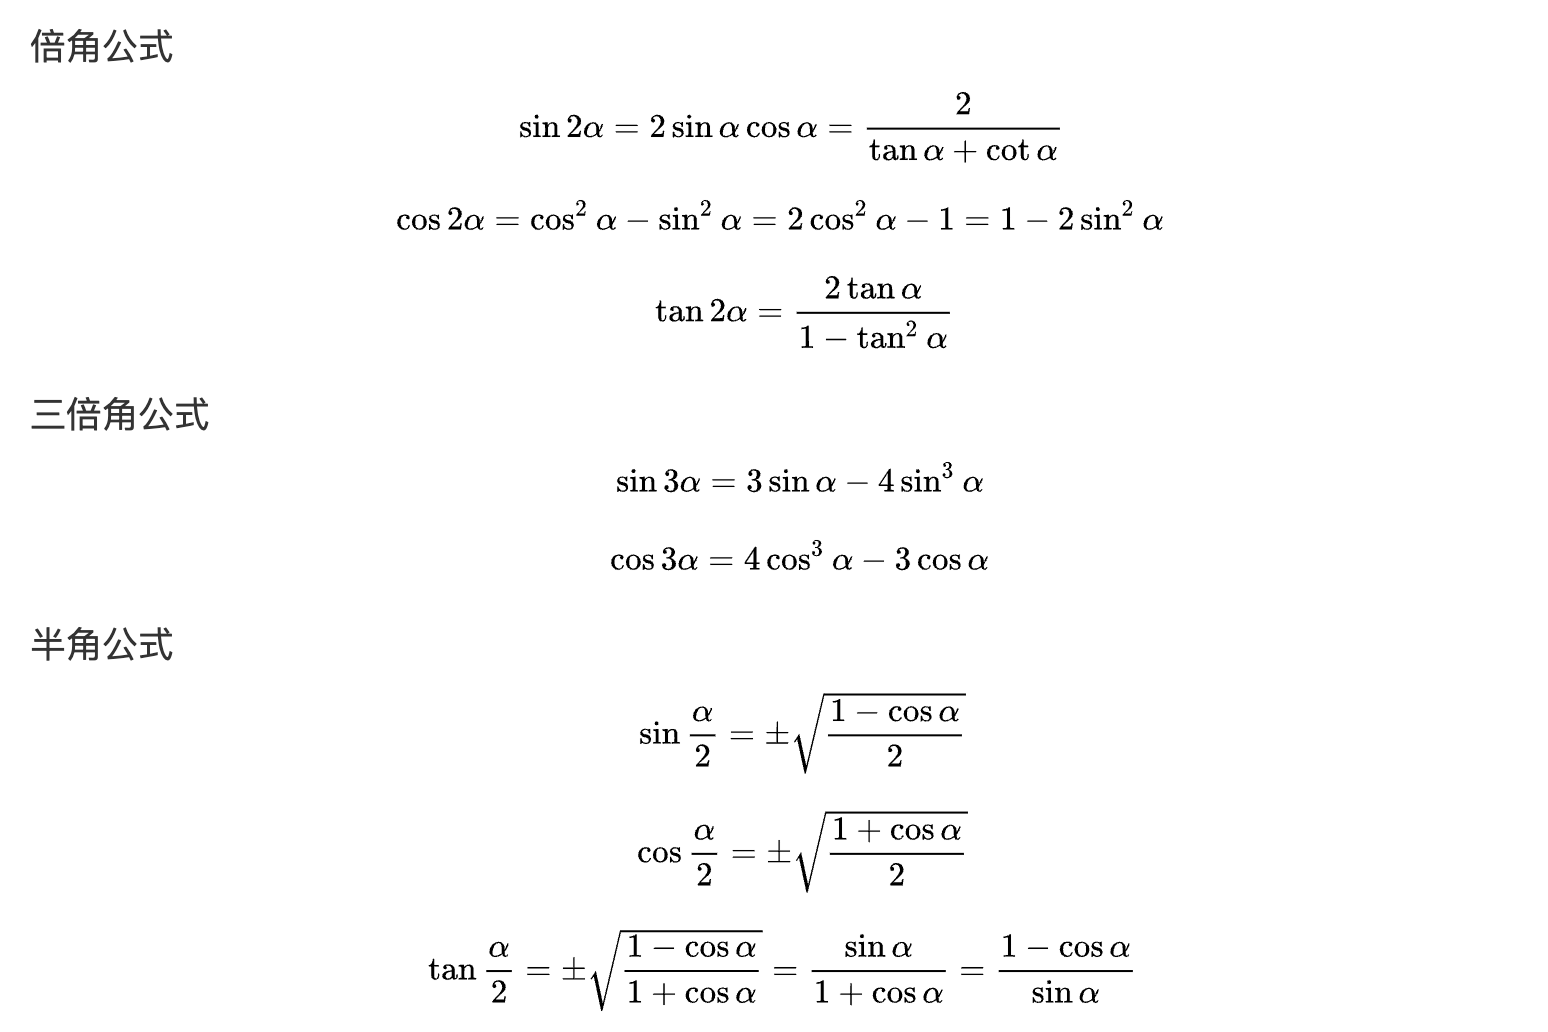 倍角公式
$$\sin 2\alpha = 2\sin\alpha\cos\alpha = \frac{2}{\tan\alpha + \cot\alpha}$$
$$\cos 2\alpha = \cos^2\alpha - \sin^2\alpha = 2\cos^2\alpha - 1 = 1 - 2\sin^2\alpha$$
$$\tan 2\alpha = \frac{2\tan\alpha}{1 - \tan^2\alpha}$$
三倍角公式
$$\sin 3\alpha = 3\sin\alpha - 4\sin^3\alpha$$
$$\cos 3\alpha = 4\cos^3\alpha - 3\cos\alpha$$
半角公式
$$\sin\frac{\alpha}{2} = \pm\sqrt{\frac{1 - \cos\alpha}{2}}$$
$$\cos\frac{\alpha}{2} = \pm\sqrt{\frac{1 + \cos\alpha}{2}}$$
$$\tan\frac{\alpha}{2} = \pm\sqrt{\frac{1 - \cos\alpha}{1 + \cos\alpha}} = \frac{\sin\alpha}{1 + \cos\alpha} = \frac{1 - \cos\alpha}{\sin\alpha}$$